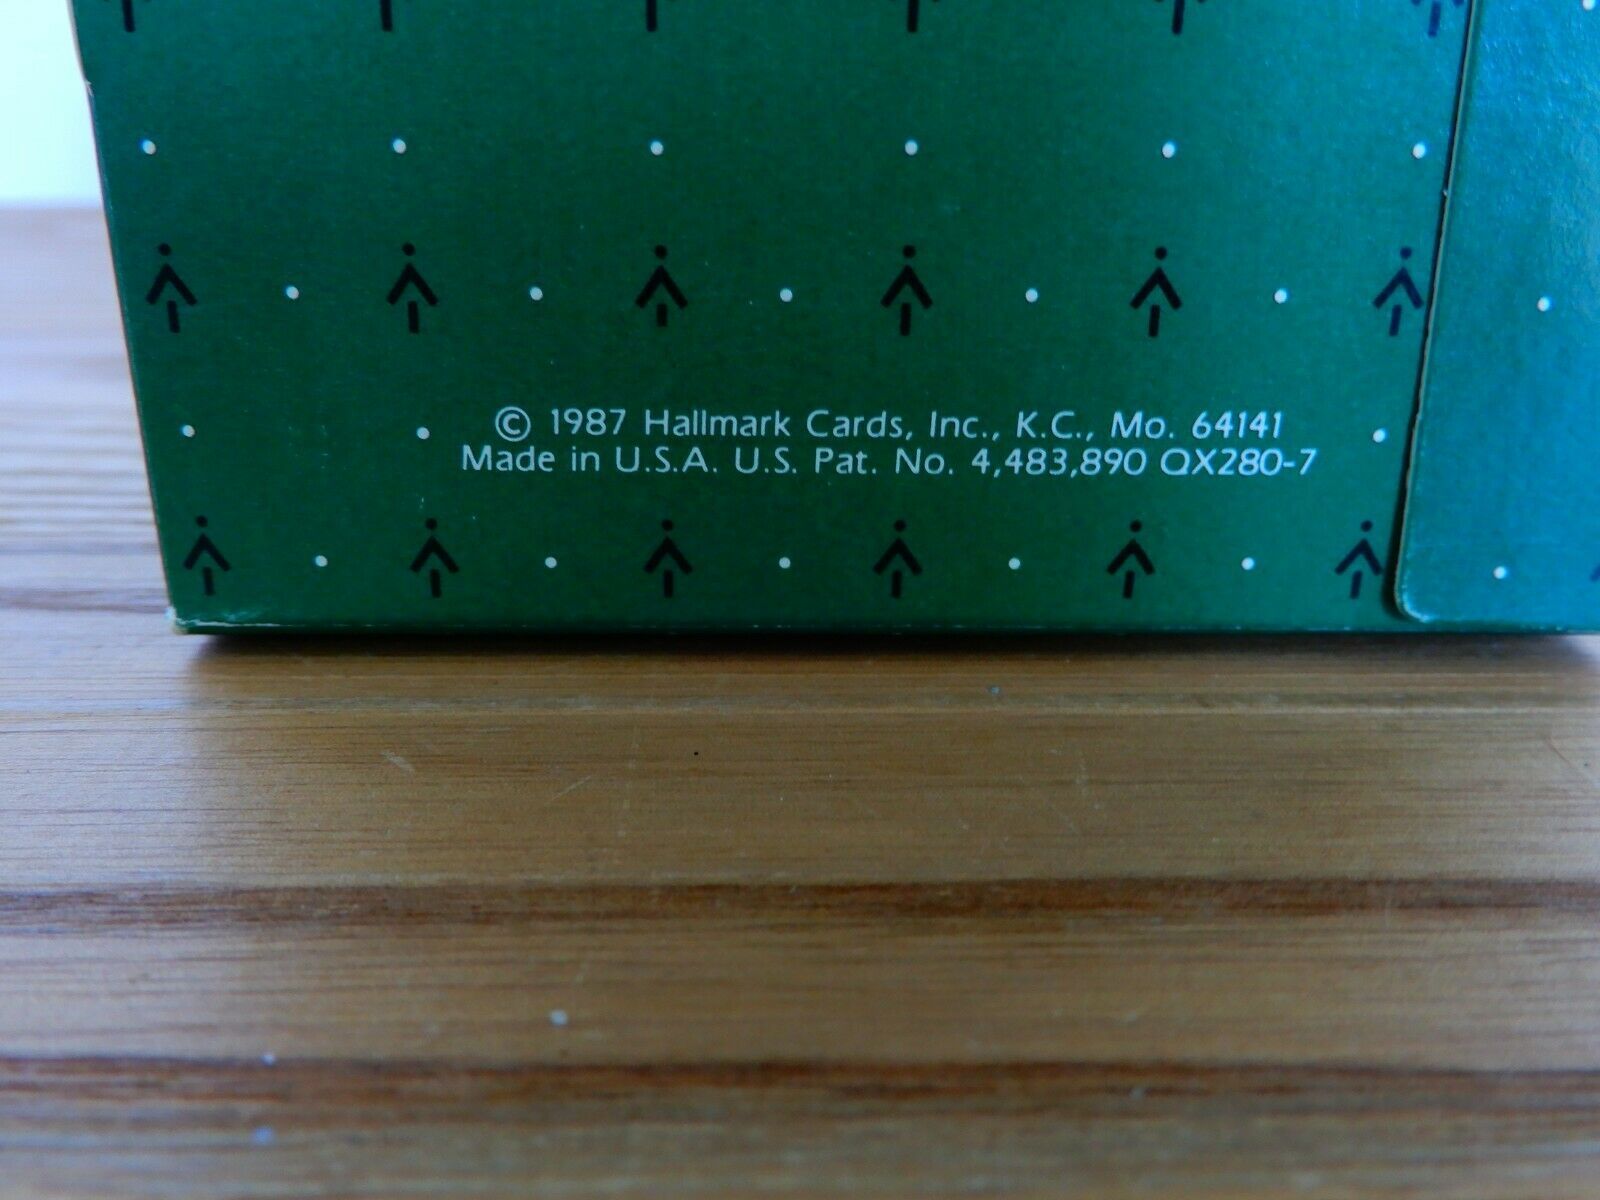 © 1987 Hallmark Cards, Inc., K.C., Mo. 64141
Made in U.S.A. U.S. Pat. No. 4,483,890 QX280-7